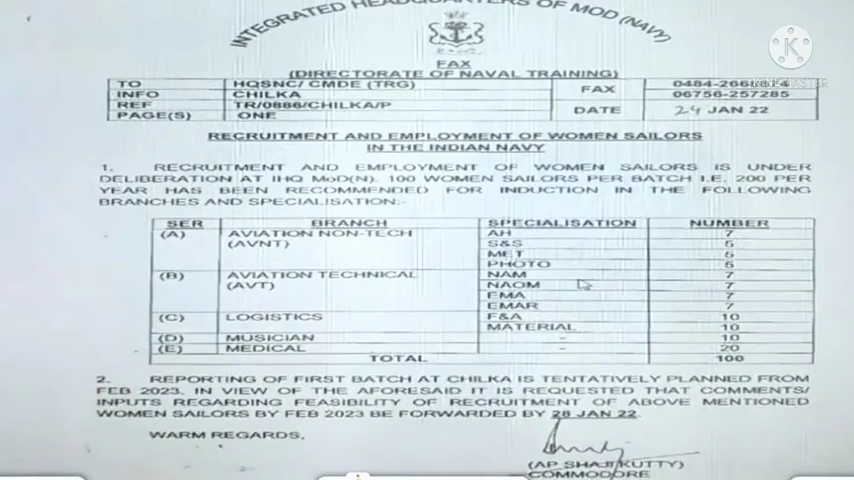 INTEGRATED HEADQUARTERS OF MOD (NAVY)
K
KINEMASTER
FAX
(DIRECTORATE OF NAVAL TRAINING)
TO HQSNC/ CMDE (TRG) FAX
INFO CHILKA 06756-257285
REF TR/0886/CHILKA/P DATE 24 JAN 22
PAGE(S) ONE
RECRUITMENT AND EMPLOYMENT OF WOMEN SAILORS
IN THE INDIAN NAVY
1. RECRUITMENT AND EMPLOYMENT OF WOMEN SAILORS IS UNDER
DELIBERATION AT IHQ MoD(N). 100 WOMEN SAILORS PER BATCH I.E. 200 PER
YEAR HAS BEEN RECOMMENDED FOR INDUCTION IN THE FOLLOWING
BRANCHES AND SPECIALISATION:-
SER BRANCH SPECIALISATION NUMBER
(A) AVIATION NON-TECH AH 7
(AVNT) S&S 5
MET 5
PHOTO 5
(B) AVIATION TECHNICAL NAM 7
(AVT) NAOM 7
EMA 7
EMAR 7
(C) LOGISTICS F&A 10
MATERIAL 10
(D) MUSICIAN - 10
(E) MEDICAL - 20
TOTAL 100
2. REPORTING OF FIRST BATCH AT CHILKA IS TENTATIVELY PLANNED FROM
FEB 2023, IN VIEW OF THE AFORESAID IT IS REQUESTED THAT COMMENTS/
INPUTS REGARDING FEASIBILITY OF RECRUITMENT OF ABOVE MENTIONED
WOMEN SAILORS BY FEB 2023 BE FORWARDED BY 28 JAN 22.
WARM REGARDS,
(AP SHAJI KUTTY)
COMMODORE